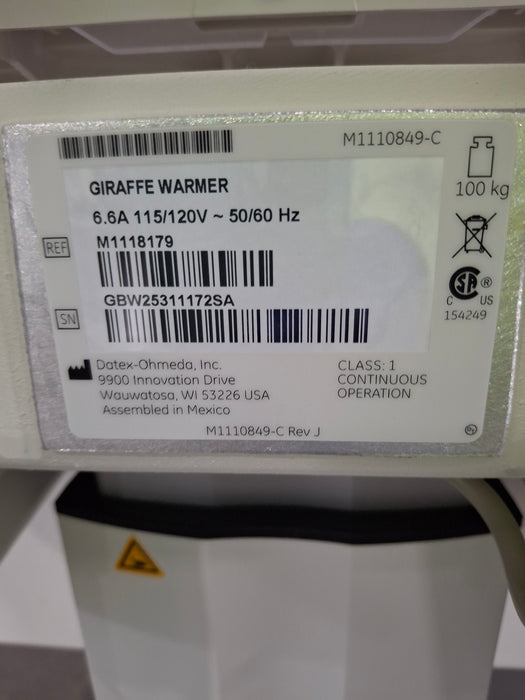 M1110849-C
GIRAFFE WARMER
100 kg
6.6A 115/120V ~ 50/60 Hz
REF
M1118179
GBW25311172SA
SN
SA ®
C US
154249
Datex-Ohmeda, Inc.
9900 Innovation Drive
Wauwatosa, WI 53226 USA
Assembled in Mexico
CLASS: 1
CONTINUOUS
OPERATION
M1110849-C Rev J